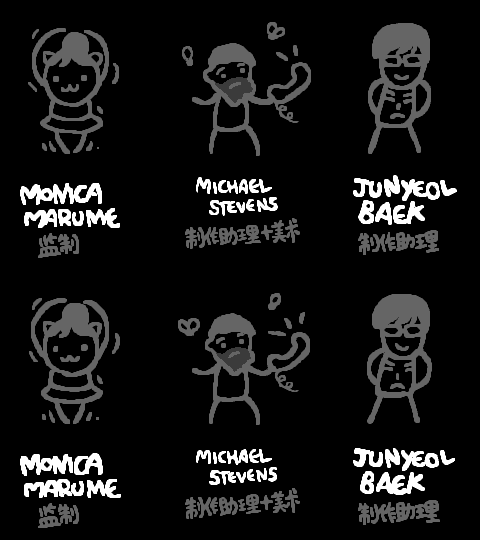 MONICA
MARUME
监制
MICHAEL
STEVENS
制作助理+美术
JUNYEOL
BAEK
制作助理
MONICA
MARUME
监制
MICHAEL
STEVENS
制作助理+美术
JUNYEOL
BAEK
制作助理